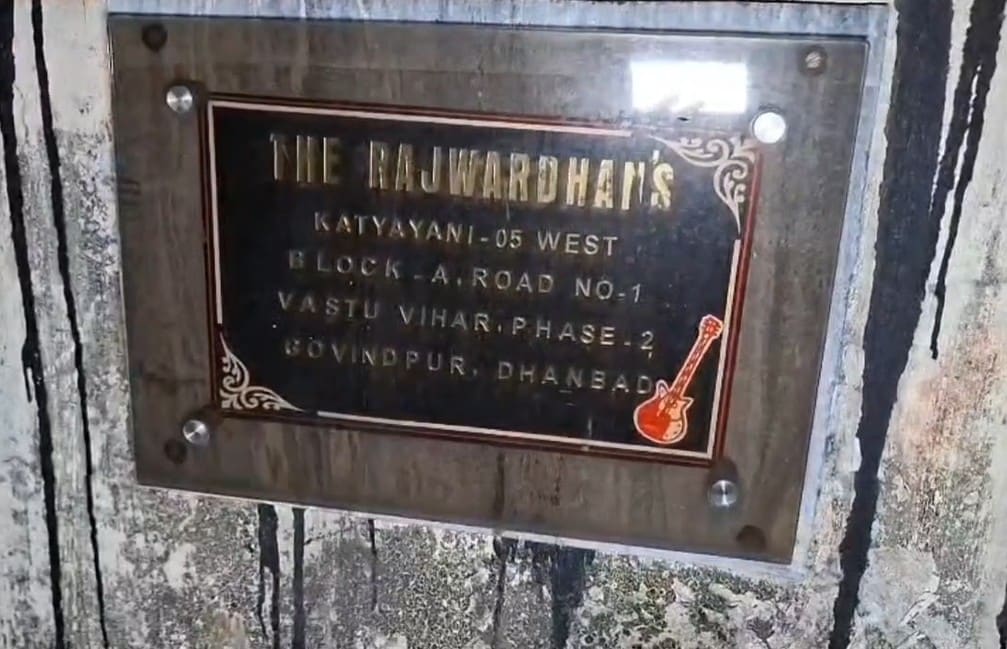 THE RAJWARDHAN'S
KATYAYANI-05 WEST
BLOCK-A, ROAD NO-1
VASTU VIHAR, PHASE-2
GOVINDPUR, DHANBAD